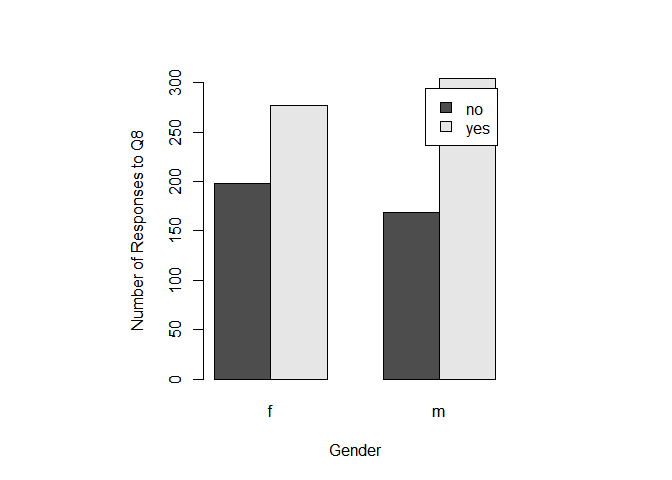 Number of Responses to Q8
300
250
200
150
100
50
0
no
yes
f
m
Gender